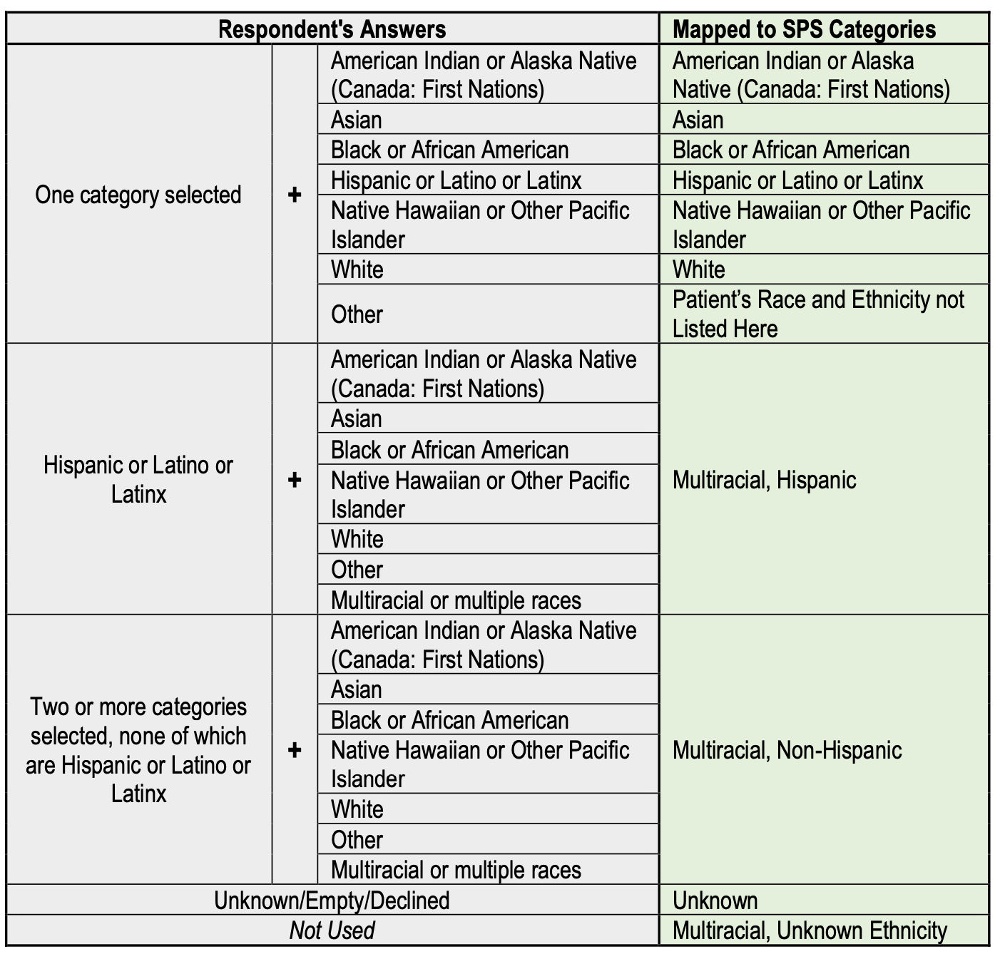 Respondent's Answers
Mapped to SPS Categories
One category selected
+
American Indian or Alaska Native
(Canada: First Nations)
American Indian or Alaska
Native (Canada: First Nations)
Asian
Asian
Black or African American
Black or African American
Hispanic or Latino or Latinx
Hispanic or Latino or Latinx
Native Hawaiian or Other Pacific
Islander
Native Hawaiian or Other Pacific
Islander
White
White
Other
Patient’s Race and Ethnicity not
Listed Here
Hispanic or Latino or
Latinx
+
American Indian or Alaska Native
(Canada: First Nations)
Asian
Black or African American
Native Hawaiian or Other Pacific
Islander
White
Other
Multiracial or multiple races
Multiracial, Hispanic
Two or more categories
selected, none of which
are Hispanic or Latino or
Latinx
+
American Indian or Alaska Native
(Canada: First Nations)
Asian
Black or African American
Native Hawaiian or Other Pacific
Islander
White
Other
Multiracial or multiple races
Multiracial, Non-Hispanic
Unknown/Empty/Declined
Unknown
Not Used
Multiracial, Unknown Ethnicity